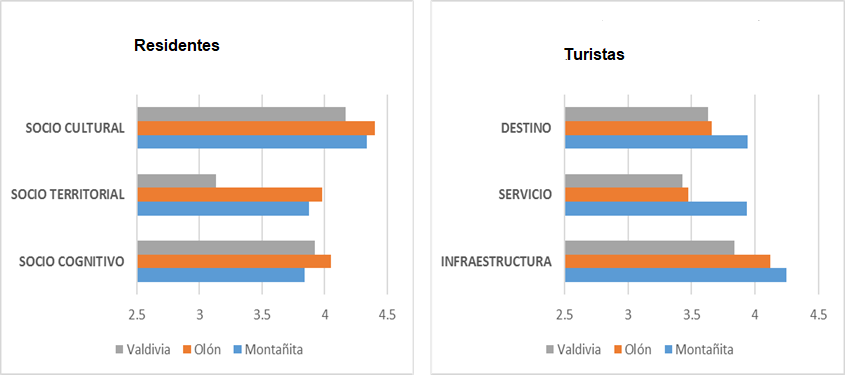 Residentes
SOCIO CULTURAL
SOCIO TERRITORIAL
SOCIO COGNITIVO
2.5 3 3.5 4 4.5
Valdivia Olón Montañita
Turistas
DESTINO
SERVICIO
INFRAESTRUCTURA
2.5 3 3.5 4 4.5
Valdivia Olón Montañita